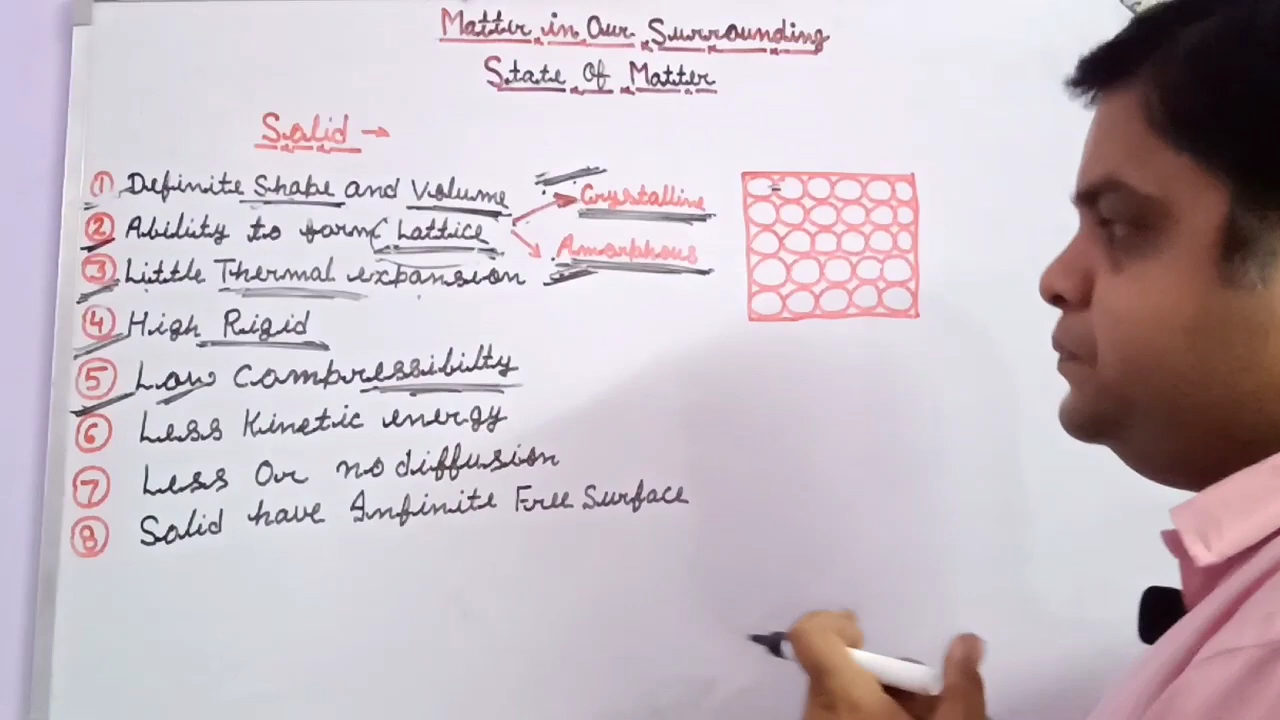 Matter in Our Surrounding
State Of Matter
Solid →
① Definite Shape and Volume
② Ability to form ( Lattice
Crystalline
Amorphous
③ Little Thermal expansion
④ High Rigid
⑤ Low Compressibilty
⑥ Less Kinetic energy
⑦ Less Or no diffusion
⑧ Solid have Infinite Free Surface